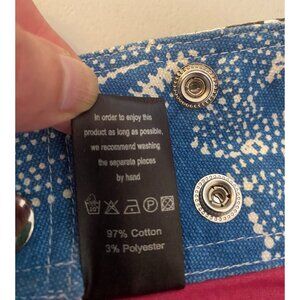 In order to enjoy this
product as long as possible,
we recommend washing
the separate pieces
by hand
97% Cotton
3% Polyester